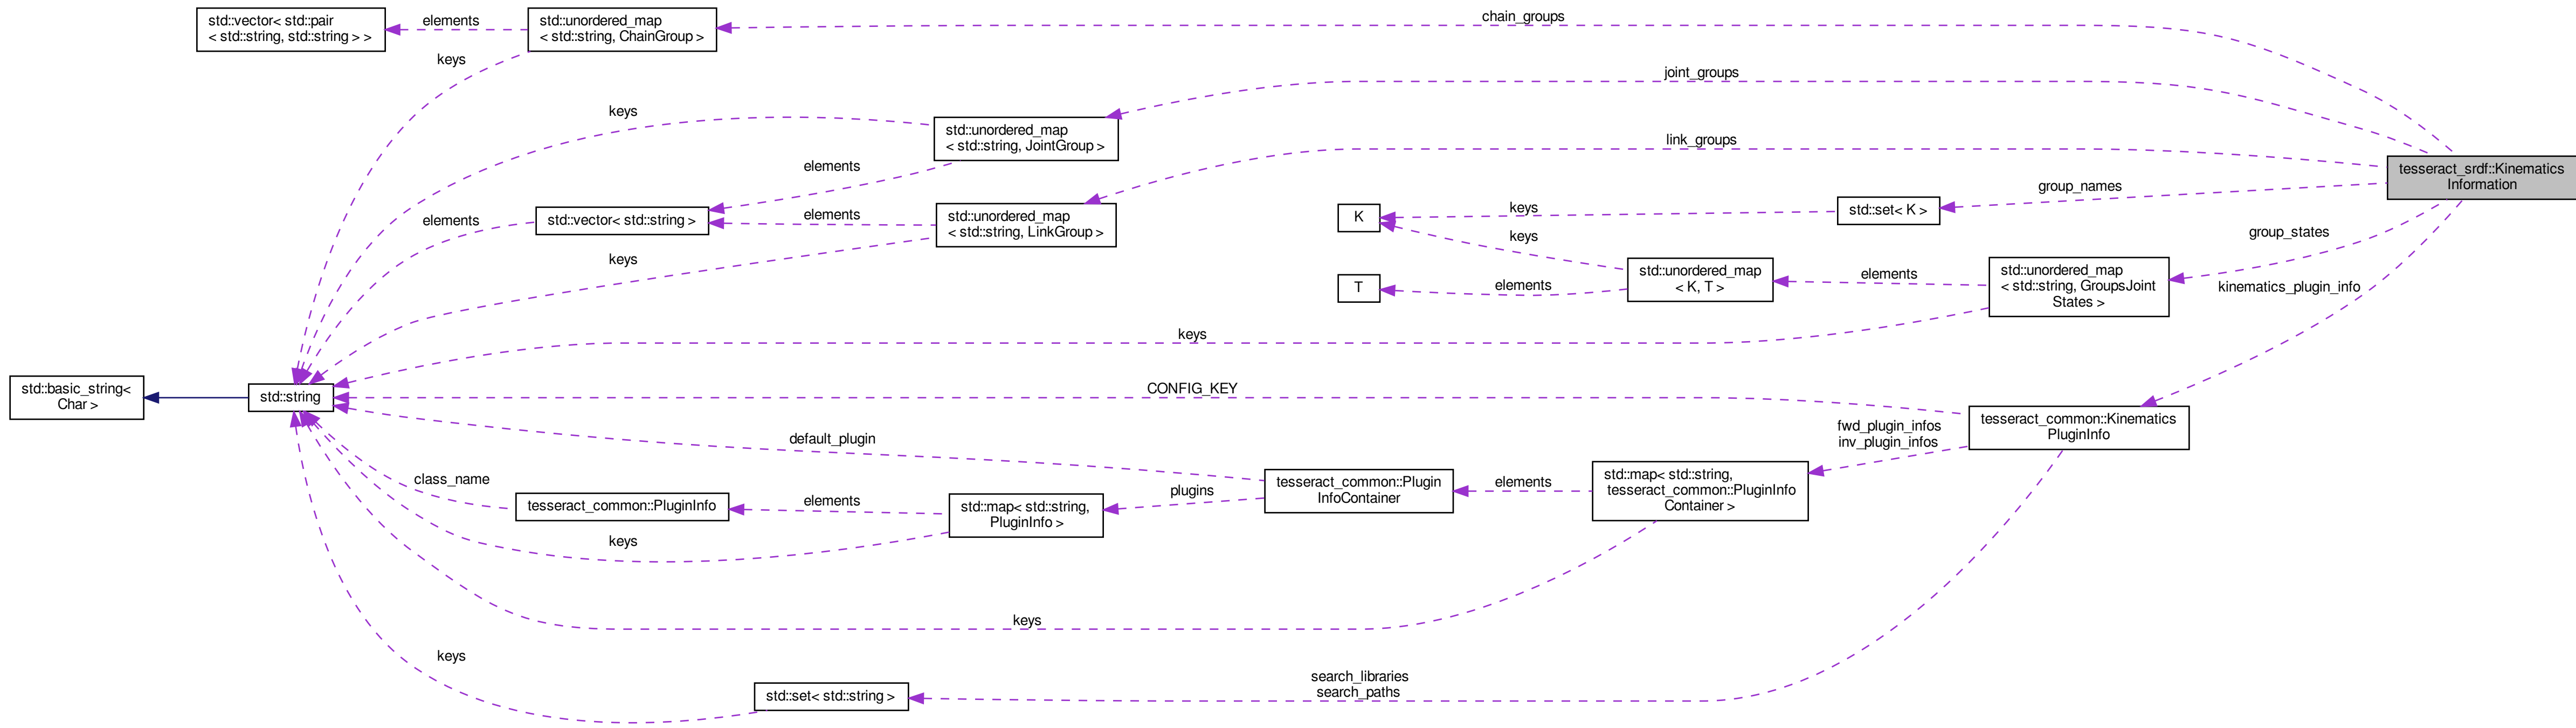 std::vector< std::pair
< std::string, std::string > >
elements
std::unordered_map
< std::string, ChainGroup >
chain_groups
keys
joint_groups
keys
std::unordered_map
< std::string, JointGroup >
link_groups
elements
tesseract_srdf::Kinematics
Information
group_names
elements
std::vector< std::string >
elements
std::unordered_map
< std::string, LinkGroup >
K
keys
std::set< K >
keys
group_states
keys
T
elements
std::unordered_map
< K, T >
elements
std::unordered_map
< std::string, GroupsJoint
States >
kinematics_plugin_info
keys
std::basic_string<
Char >
std::string
CONFIG_KEY
default_plugin
fwd_plugin_infos
inv_plugin_infos
tesseract_common::Kinematics
PluginInfo
class_name
tesseract_common::PluginInfo
elements
std::map< std::string,
PluginInfo >
plugins
tesseract_common::Plugin
InfoContainer
elements
std::map< std::string,
tesseract_common::PluginInfo
Container >
keys
keys
keys
std::set< std::string >
search_libraries
search_paths